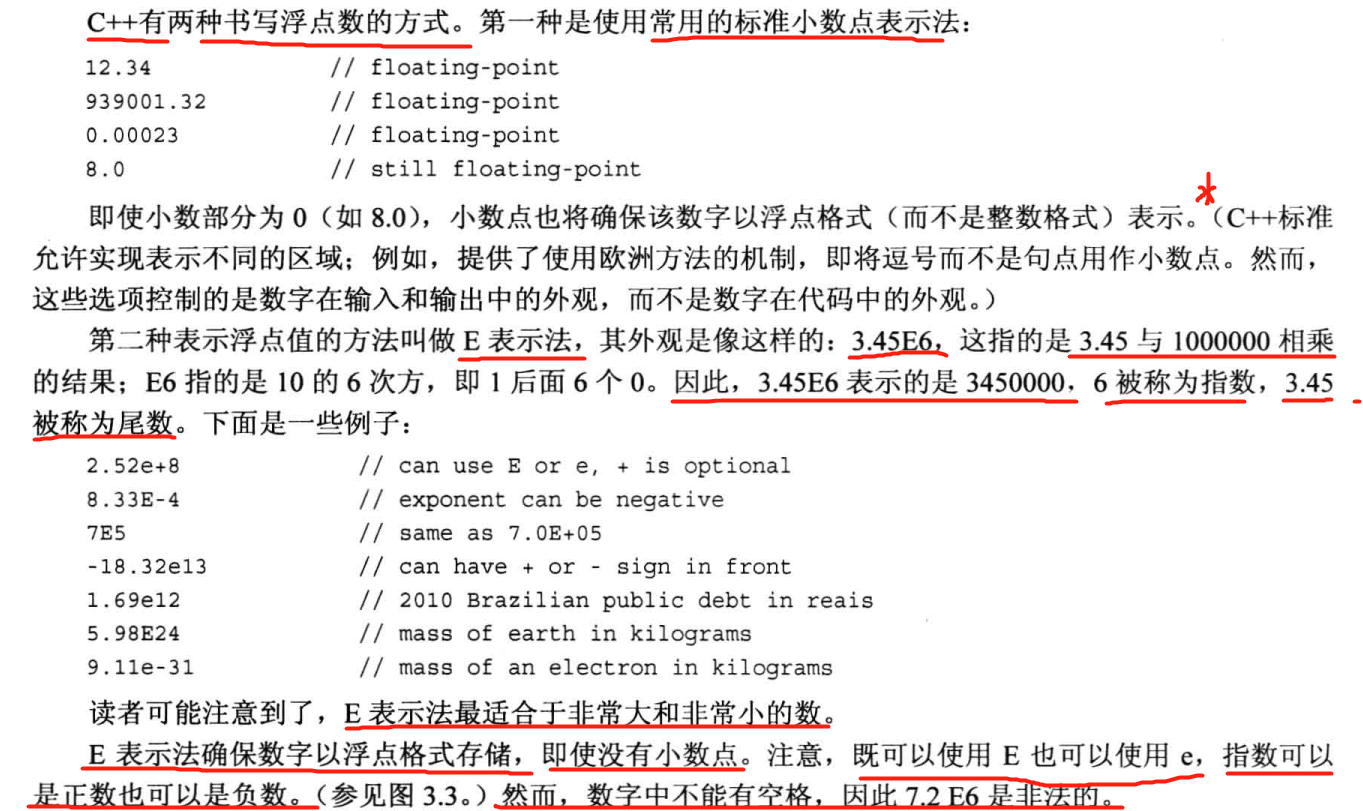 C++有两种书写浮点数的方式。第一种是使用常用的标准小数点表示法：
12.34 // floating-point
939001.32 // floating-point
0.00023 // floating-point
8.0 // still floating-point
即使小数部分为 0（如 8.0），小数点也将确保该数字以浮点格式（而不是整数格式）表示。（C++标准
允许实现表示不同的区域；例如，提供了使用欧洲方法的机制，即将逗号而不是句点用作小数点。然而，
这些选项控制的是数字在输入和输出中的外观，而不是数字在代码中的外观。）
第二种表示浮点值的方法叫做 E 表示法，其外观是像这样的：3.45E6，这指的是 3.45 与 1000000 相乘
的结果；E6 指的是 10 的 6 次方，即 1 后面 6 个 0。因此，3.45E6 表示的是 3450000，6 被称为指数，3.45
被称为尾数。下面是一些例子：
2.52e+8 // can use E or e, + is optional
8.33E-4 // exponent can be negative
7E5 // same as 7.0E+05
-18.32e13 // can have + or - sign in front
1.69e12 // 2010 Brazilian public debt in reais
5.98E24 // mass of earth in kilograms
9.11e-31 // mass of an electron in kilograms
读者可能注意到了，E 表示法最适合于非常大和非常小的数。
E 表示法确保数字以浮点格式存储，即使没有小数点。注意，既可以使用 E 也可以使用 e，指数可以
是正数也可以是负数。（参见图 3.3。）然而，数字中不能有空格，因此 7.2 E6 是非法的。